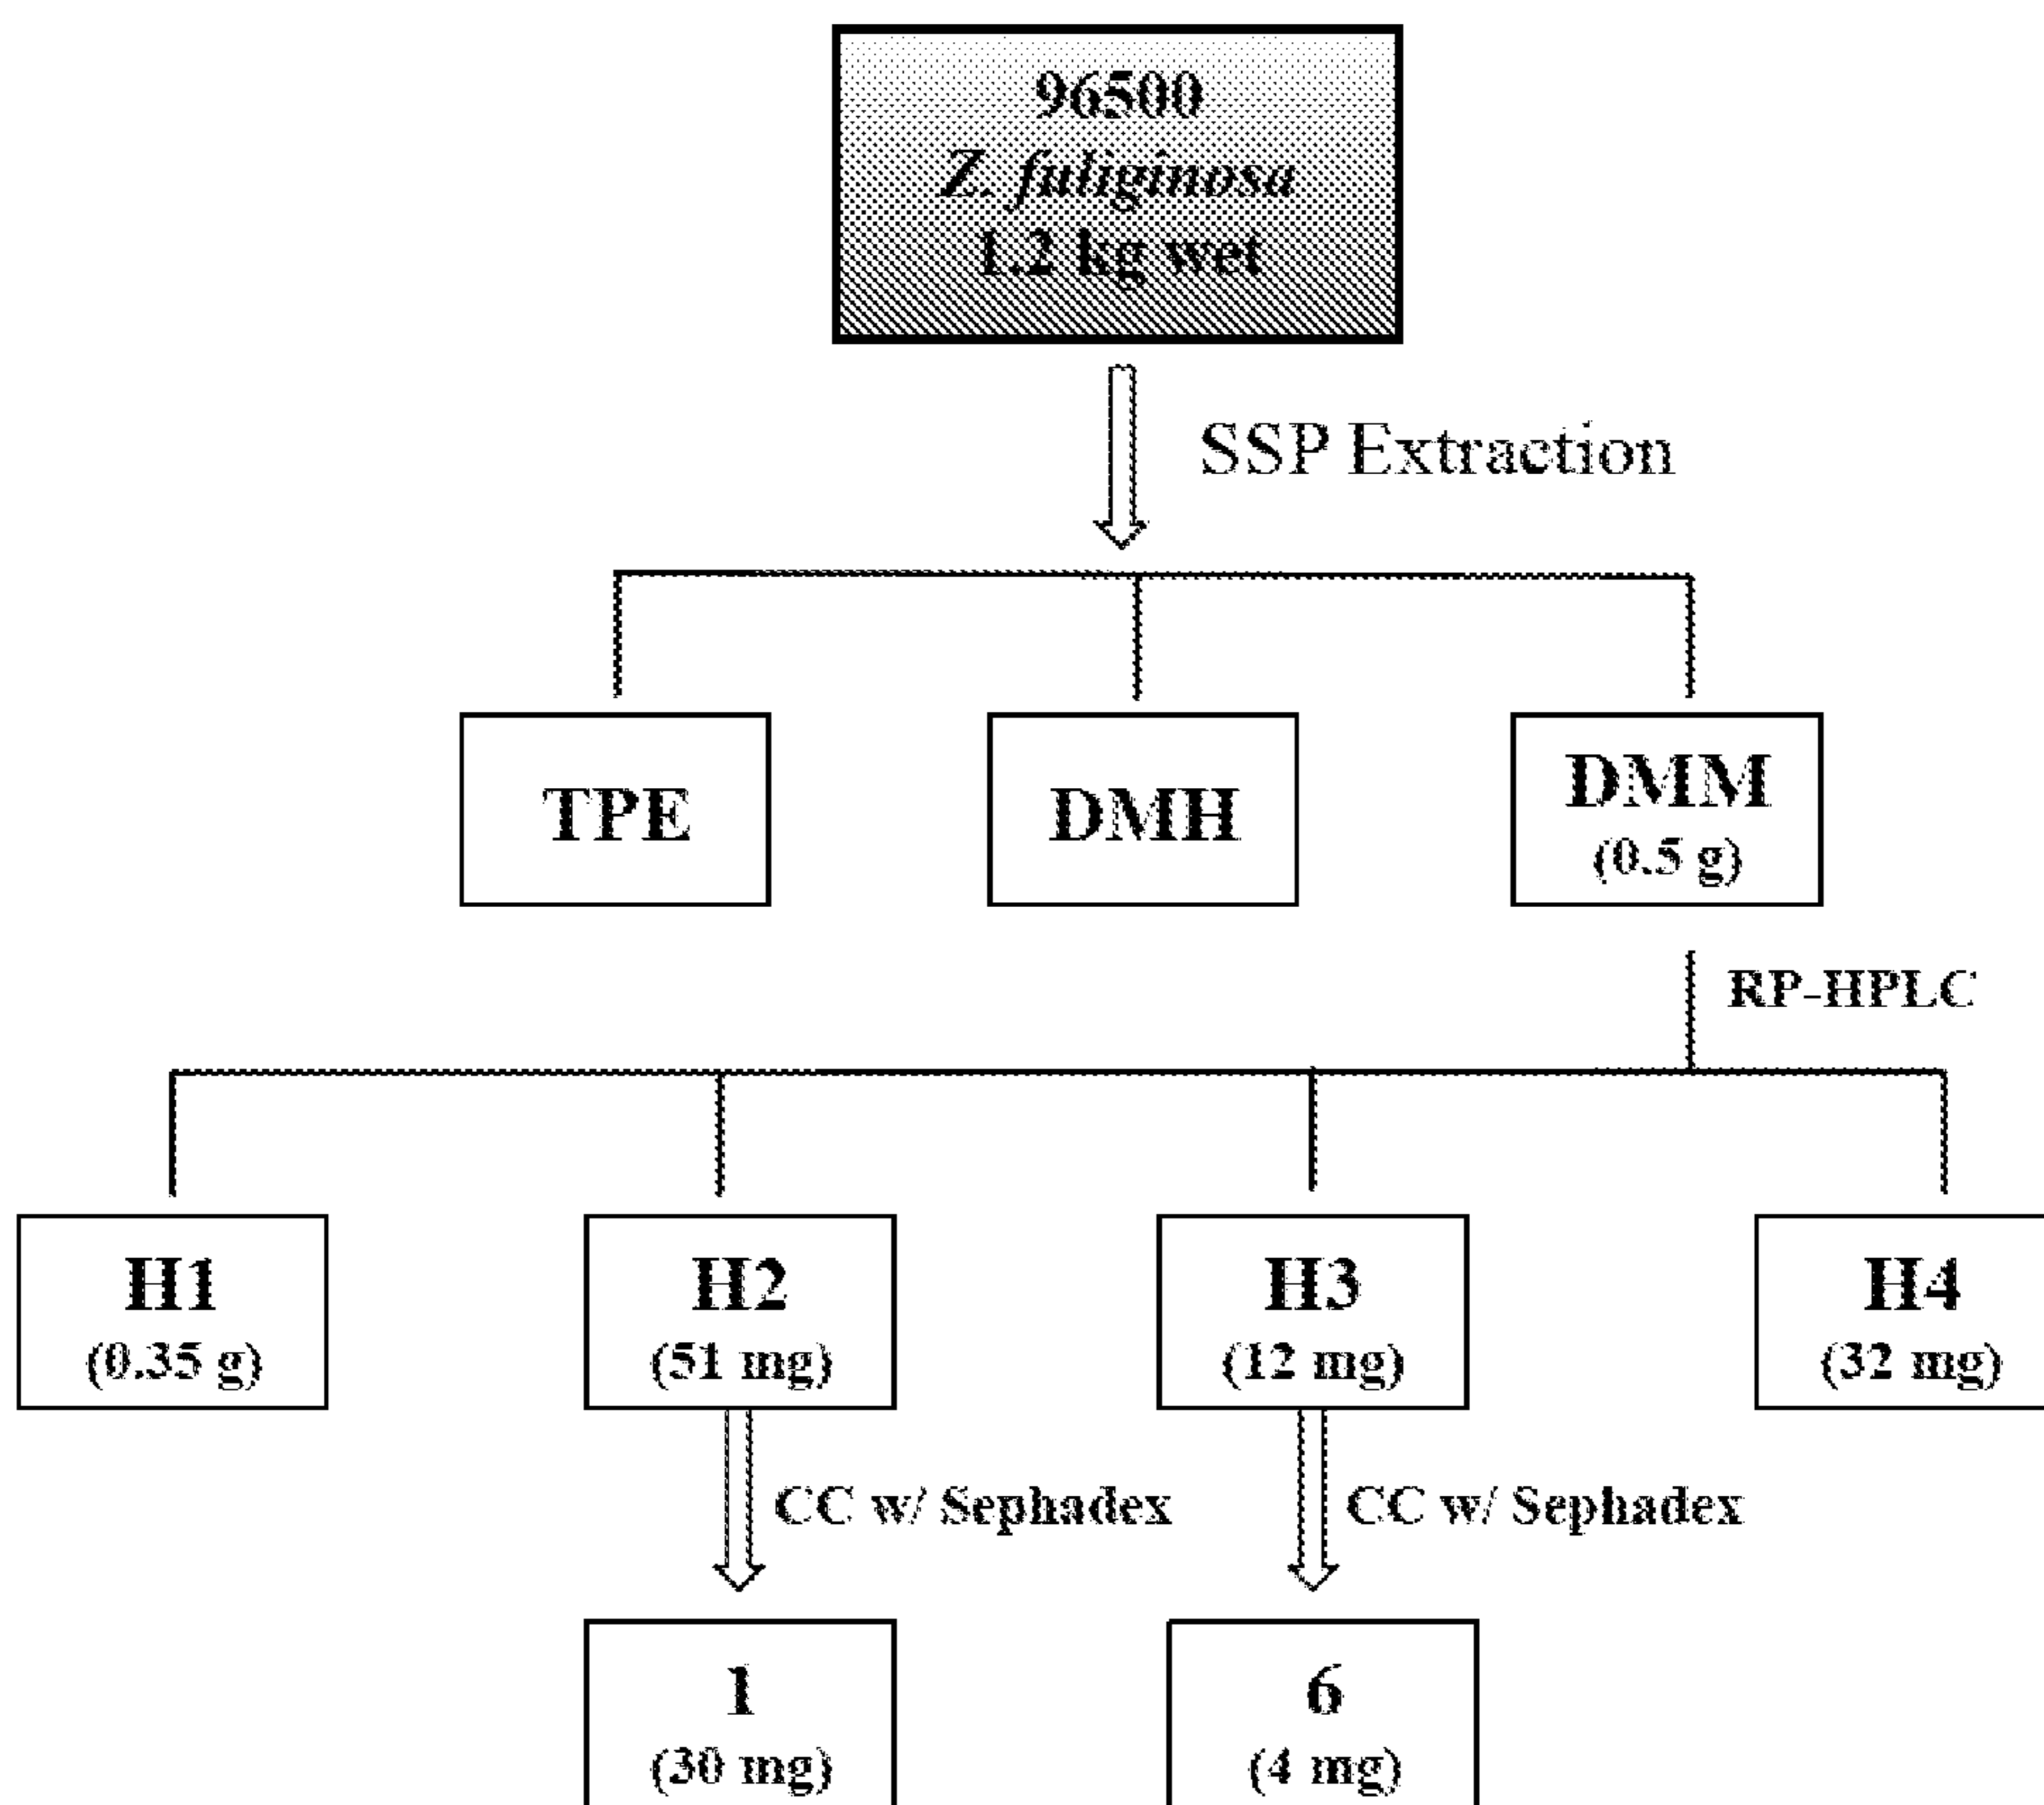 96500
Z. fuliginosa
1.2 kg wet
SSP Extraction
TPE
DMH
DMM
(0.5 g)
RP-HPLC
H1
(0.35 g)
H2
(51 mg)
H3
(12 mg)
H4
(32 mg)
CC w/ Sephadex
CC w/ Sephadex
1
(30 mg)
6
(4 mg)